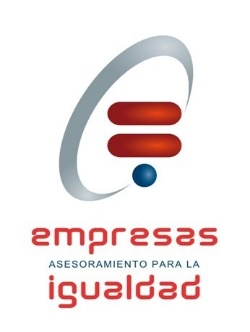 empresas
ASESORAMIENTO PARA LA
igualdad